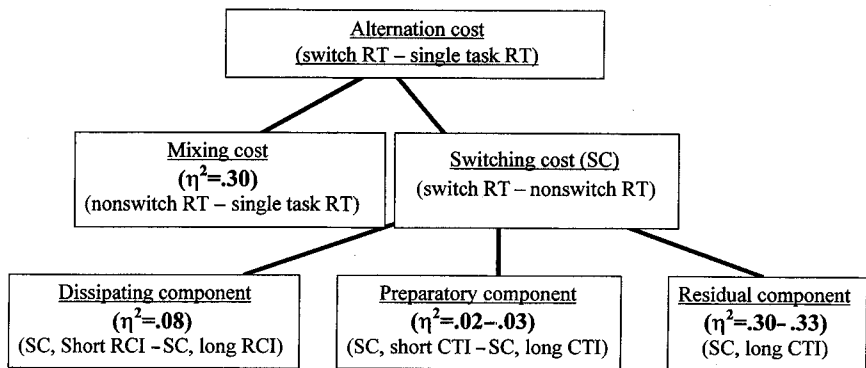 Alternation cost
(switch RT – single task RT)
Mixing cost
(η²=.30)
(nonswitch RT – single task RT)
Switching cost (SC)
(switch RT – nonswitch RT)
Dissipating component
(η²=.08)
(SC, Short RCI – SC, long RCI)
Preparatory component
(η²=.02–.03)
(SC, short CTI – SC, long CTI)
Residual component
(η²=.30–.33)
(SC, long CTI)